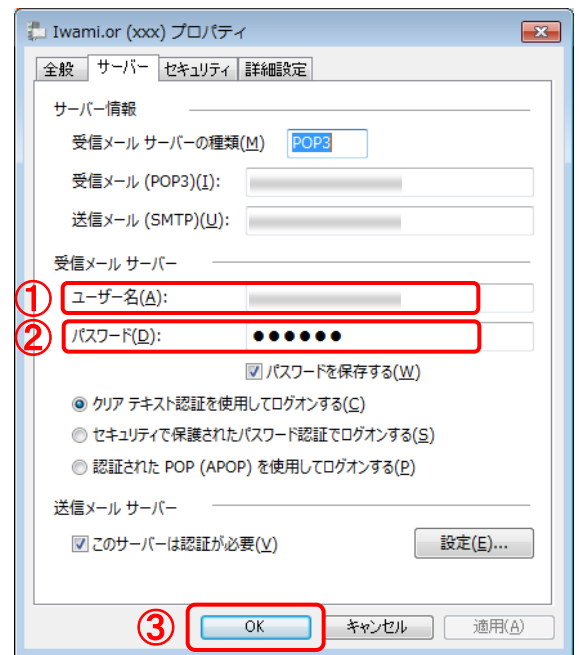 Iwami.or (xxx) プロパティ
全般 サーバー セキュリティ 詳細設定
サーバー情報
受信メール サーバーの種類(M) POP3
受信メール (POP3)(I):
送信メール (SMTP)(U):
受信メール サーバー
① ユーザー名(A):
② パスワード(D): ●●●●●●
パスワードを保存する(W)
クリア テキスト認証を使用してログオンする(C)
セキュリティで保護されたパスワード認証でログオンする(S)
認証された POP (APOP) を使用してログオンする(P)
送信メール サーバー
このサーバーは認証が必要(V) 設定(E)...
③ OK キャンセル 適用(A)